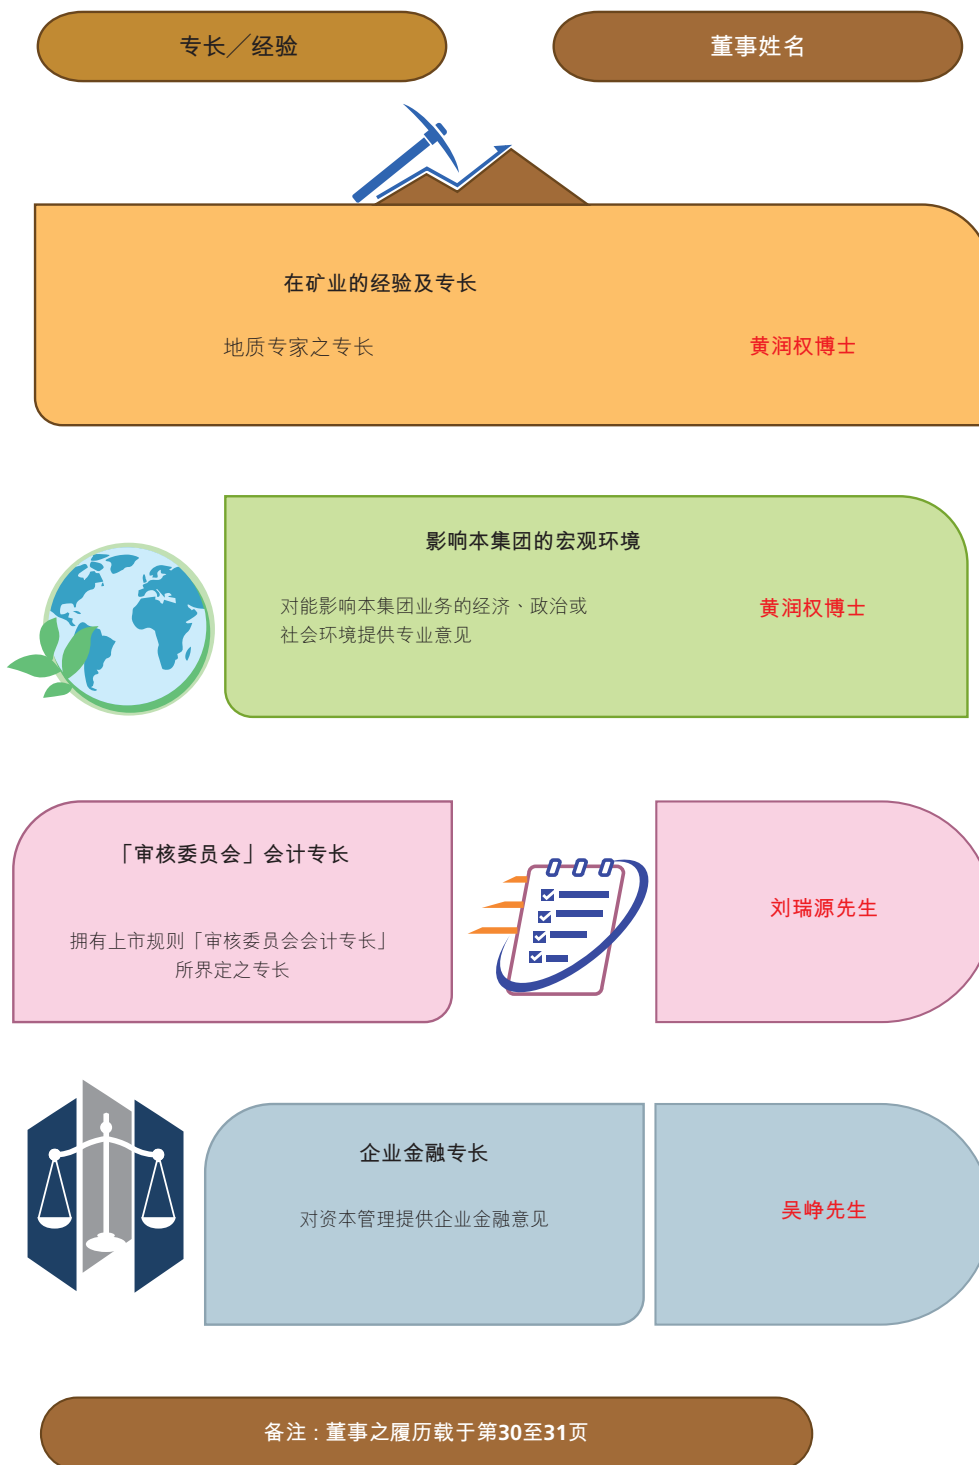 专长／经验
董事姓名
在矿业的经验及专长
地质专家之专长
黄润权博士
影响本集团的宏观环境
对能影响本集团业务的经济、政治或
社会环境提供专业意见
黄润权博士
「审核委员会」会计专长
拥有上市规则「审核委员会会计专长」
所界定之专长
刘瑞源先生
企业金融专长
对资本管理提供企业金融意见
吴峥先生
备注：董事之履历载于第30至31页